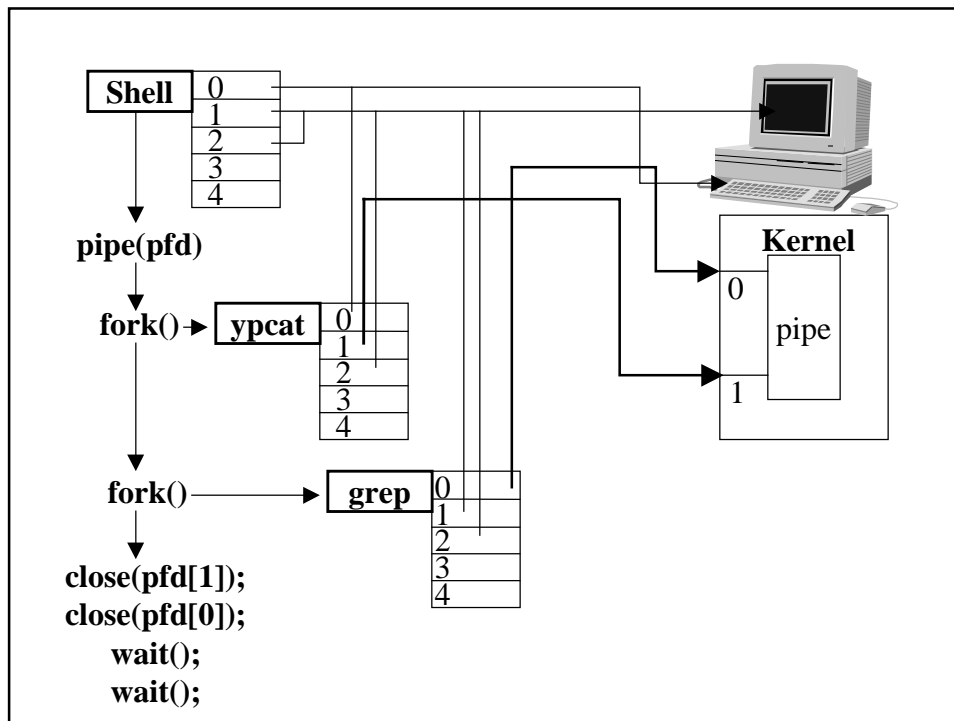 Shell
0
1
2
3
4
pipe(pfd)
Kernel
0
pipe
1
fork()
ypcat
0
1
2
3
4
fork()
grep
0
1
2
3
4
close(pfd[1]);
close(pfd[0]);
wait();
wait();